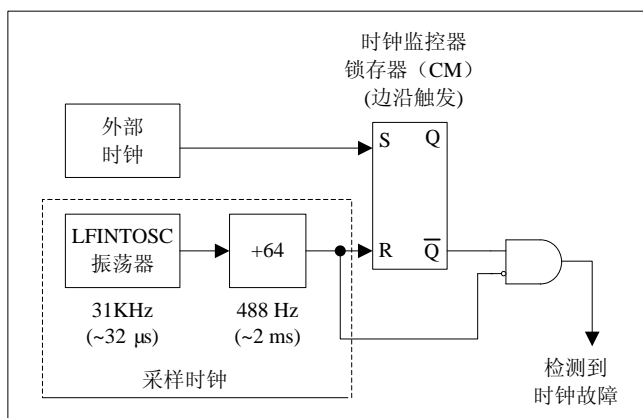 时钟监控器
锁存器（CM）
(边沿触发)
外部
时钟
S
Q
LFINTOSC
振荡器
+64
R
Q̅
31KHz
(~32 µs)
488 Hz
(~2 ms)
采样时钟
检测到
时钟故障